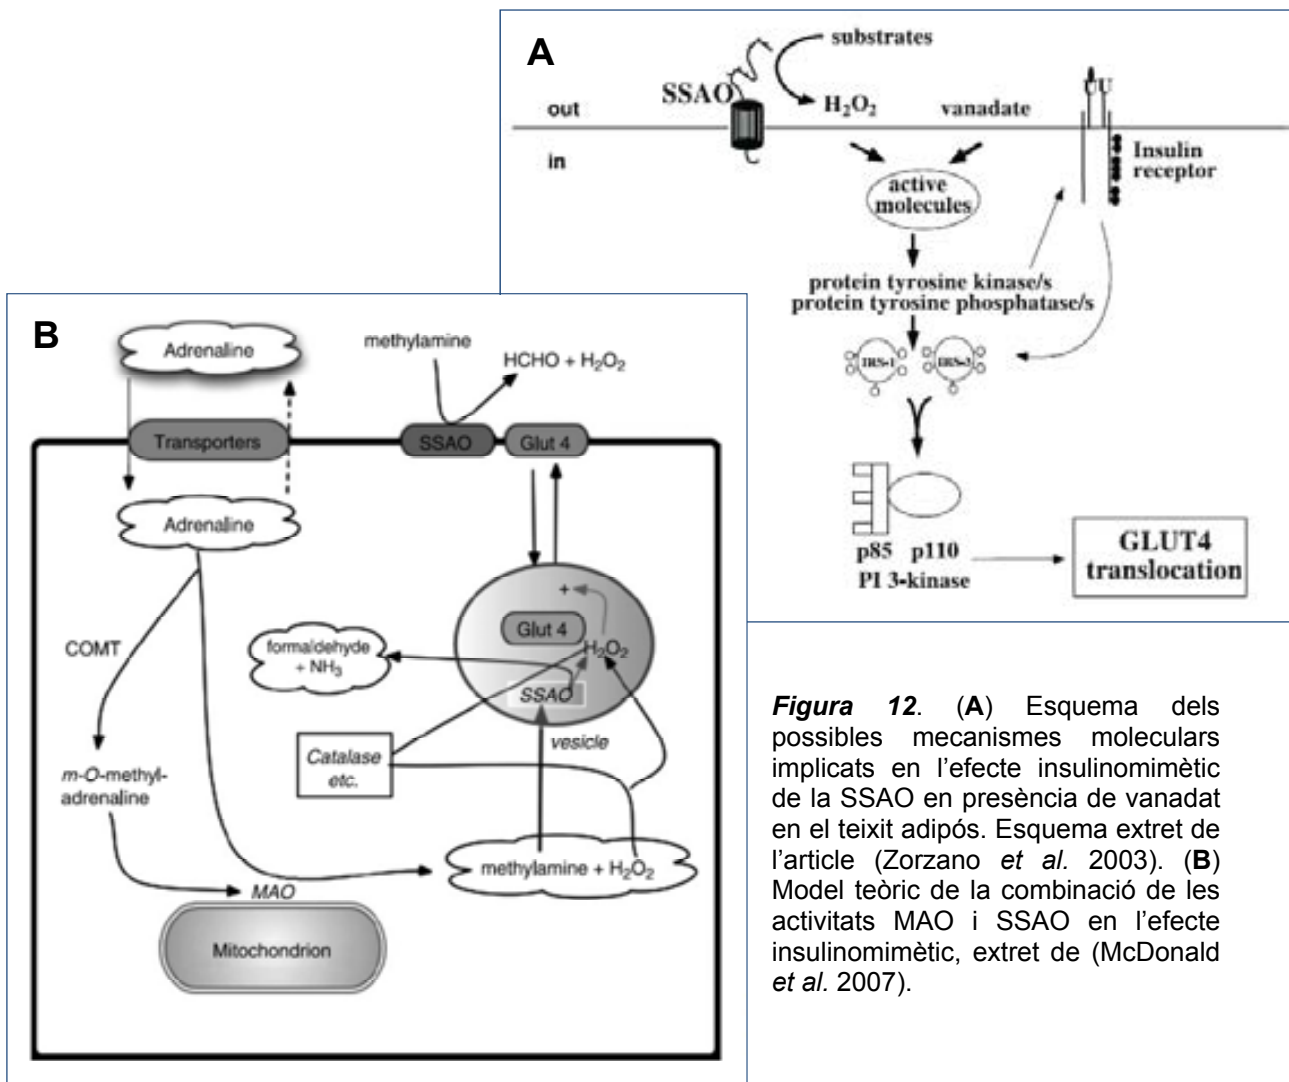 A
substrates
SSAO
H₂O₂
vanadate
out
in
Insulin
receptor
active
molecules
protein tyrosine kinase/s
protein tyrosine phosphatase/s
IRS-1
IRS-3
p85 p110
PI 3-kinase
GLUT4
translocation
B
Adrenaline
methylamine
HCHO + H₂O₂
Transporters
SSAO
Glut 4
Adrenaline
+
Glut 4
H₂O₂
COMT
formaldehyde
+ NH₃
SSAO
vesicle
Catalase
etc.
m-O-methyl-
adrenaline
methylamine + H₂O₂
MAO
Mitochondrion
Figura 12. (A) Esquema dels
possibles mecanismes moleculars
implicats en l’efecte insulinomimètic
de la SSAO en presència de vanadat
en el teixit adipós. Esquema extret de
l’article (Zorzano et al. 2003). (B)
Model teòric de la combinació de les
activitats MAO i SSAO en l’efecte
insulinomimètic, extret de (McDonald
et al. 2007).